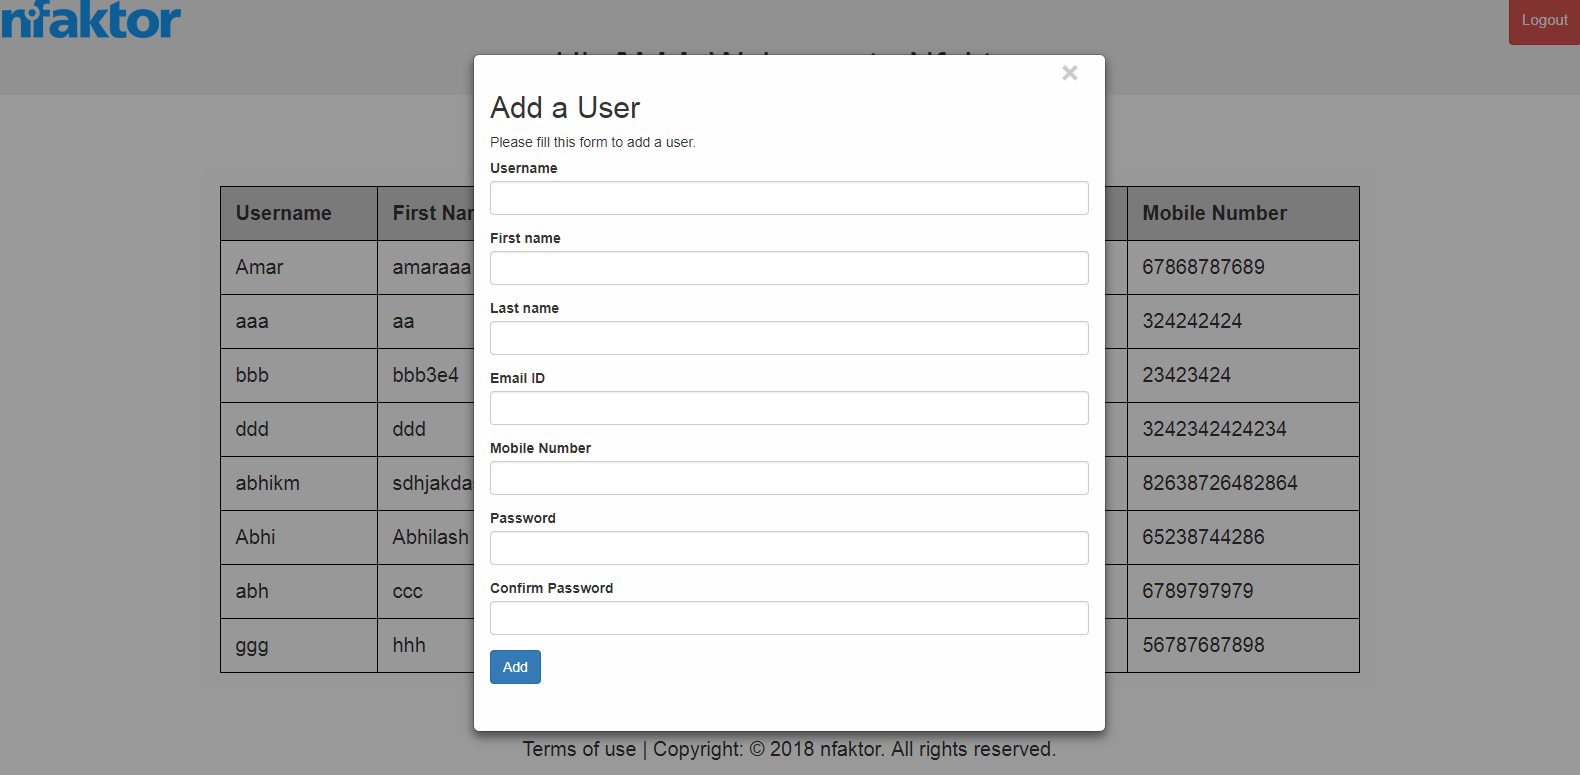 nfaktor
Logout
×
Add a User
Please fill this form to add a user.
Username
First name
Last name
Email ID
Mobile Number
Password
Confirm Password
Add
Username First Mobile Number
Amar amaraaa 67868787689
aaa aa 324242424
bbb bbb3e4 23423424
ddd ddd 3242342424234
abhikm 82638726482864
Abhi Abhilash 65238744286
abh ccc 6789797979
ggg hhh 56787687898
Terms of use | Copyright: © 2018 nfaktor. All rights reserved.